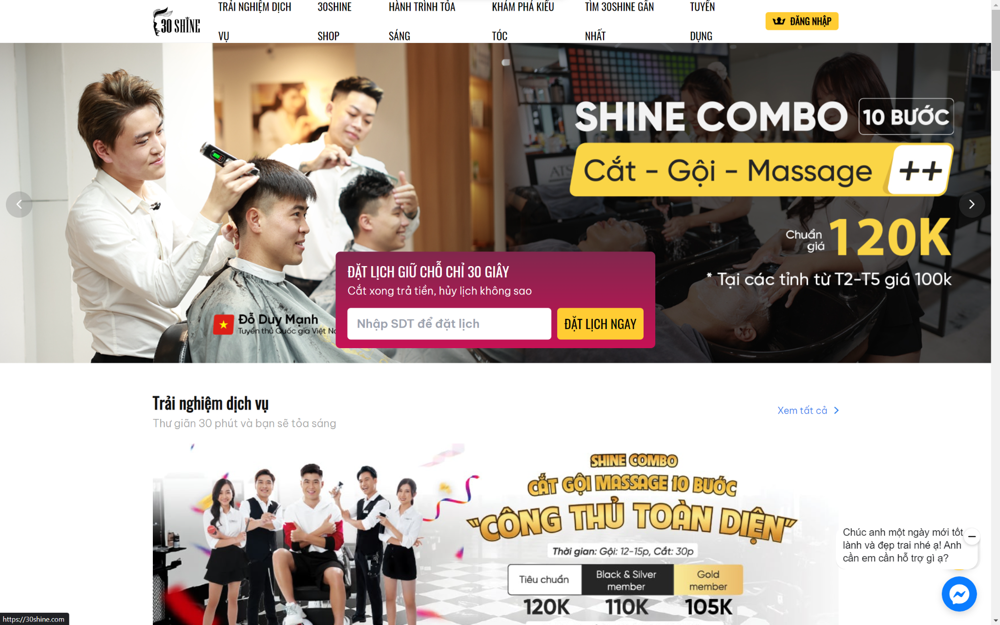 30 SHINE
TRẢI NGHIỆM DỊCH VỤ
30SHINE SHOP
HÀNH TRÌNH TỎA SÁNG
KHÁM PHÁ KIỂU TÓC
TÌM 30SHINE GẦN NHẤT
TUYỂN DỤNG
ĐĂNG NHẬP
SHINE COMBO 10 BƯỚC
Cắt - Gội - Massage ++
Chuẩn giá 120K
* Tại các tỉnh từ T2-T5 giá 100k
Đỗ Duy Mạnh
Tuyển thủ Quốc gia Việt
ĐẶT LỊCH GIỮ CHỖ CHỈ 30 GIÂY
Cắt xong trả tiền, hủy lịch không sao
Nhập SDT để đặt lịch
ĐẶT LỊCH NGAY
Trải nghiệm dịch vụ
Thư giãn 30 phút và bạn sẽ tỏa sáng
Xem tất cả
SHINE COMBO
CẮT GỘI MASSAGE 10 BƯỚC
"CÔNG THỦ TOÀN DIỆN"
Thời gian: Gội: 12-15p, Cắt: 30p
Tiêu chuẩn
Black & Silver member
Gold member
120K
110K
105K
Chúc anh một ngày mới tốt
lành và đẹp trai nhé ạ! Anh
cần em cần hỗ trợ gì ạ?
https://30shine.com